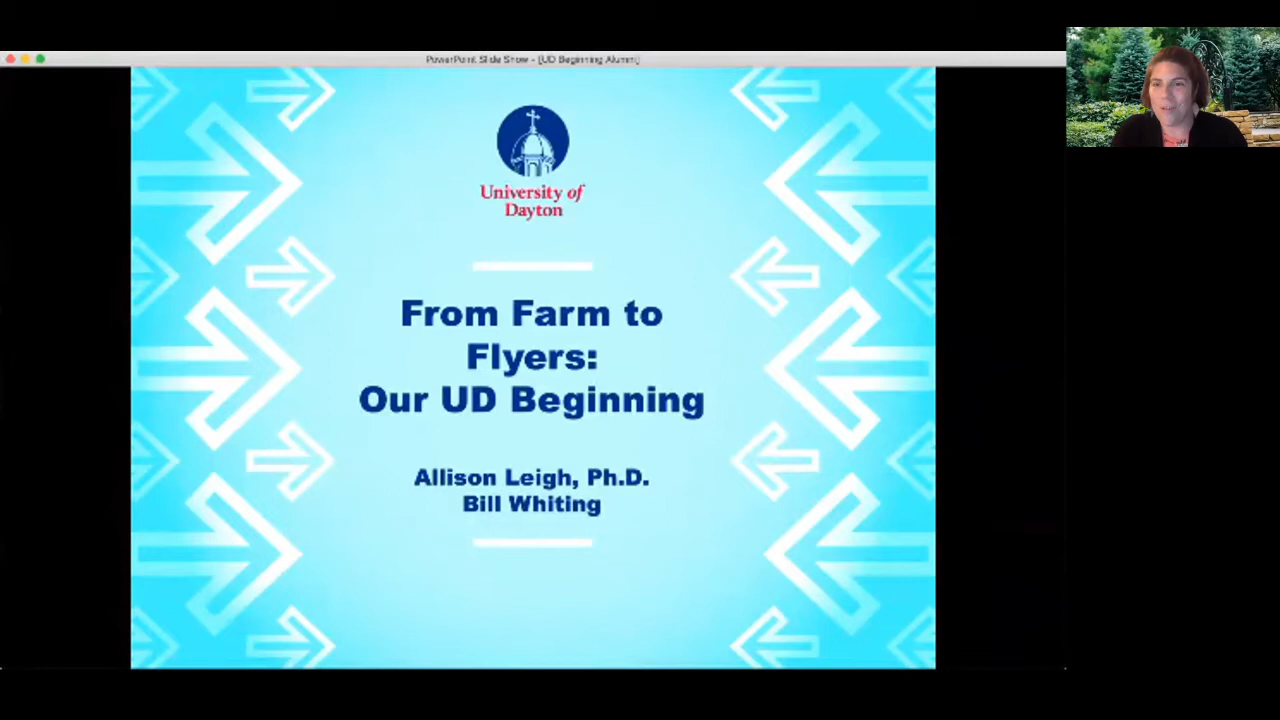 PowerPoint Slide Show - [UD Beginning Alumni]
University of
Dayton
From Farm to
Flyers:
Our UD Beginning
Allison Leigh, Ph.D.
Bill Whiting